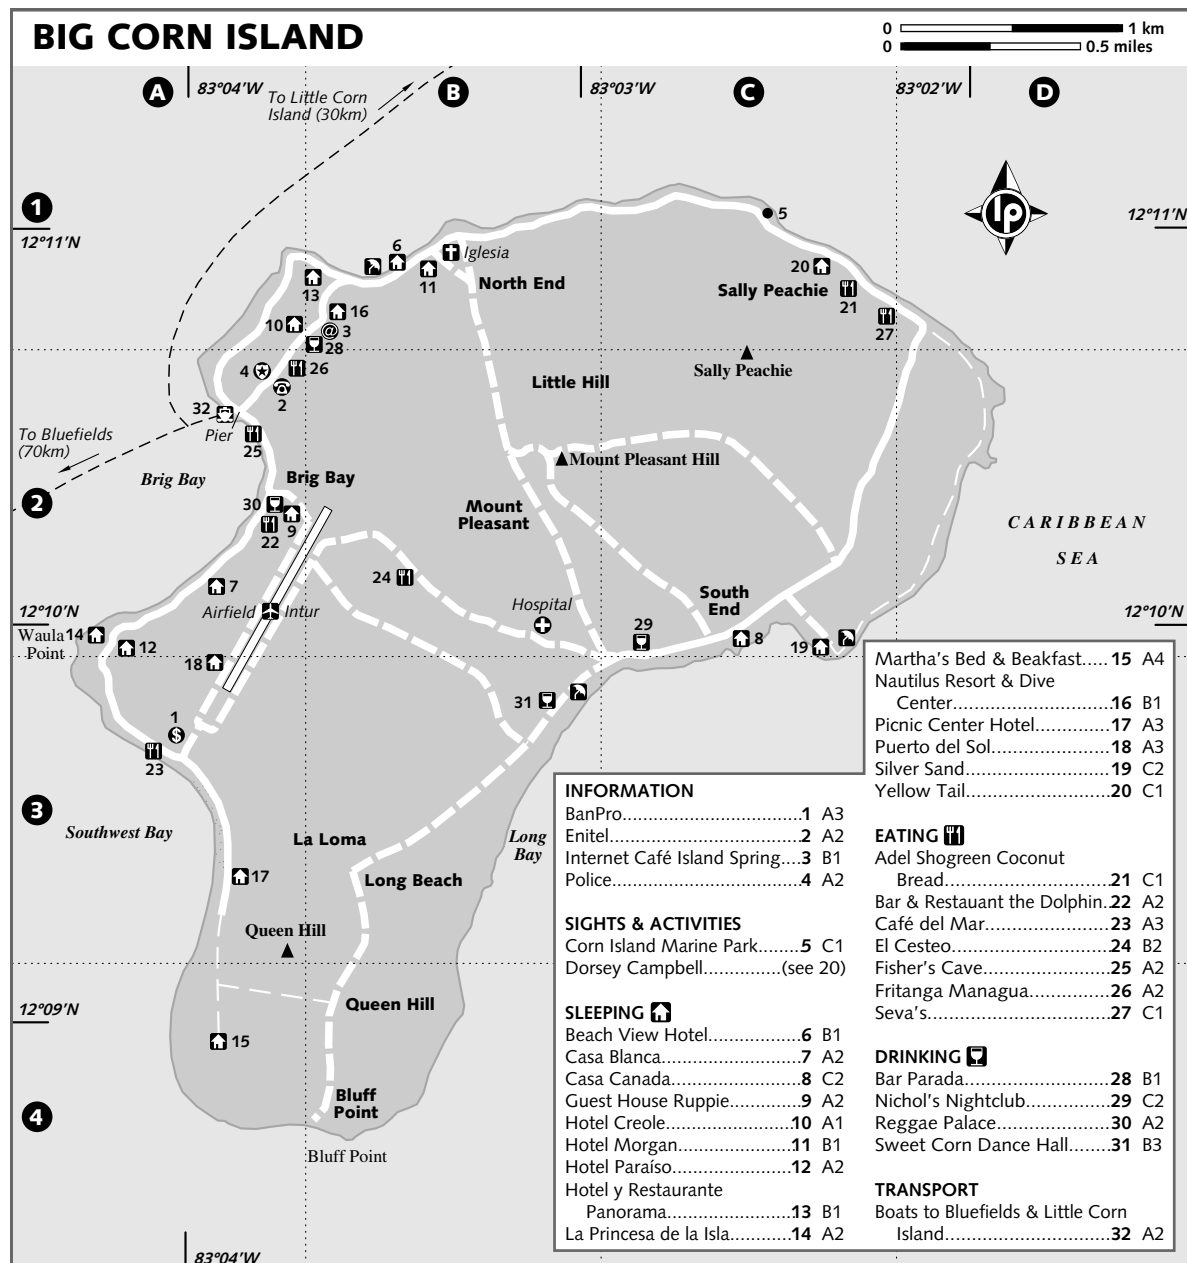 BIG CORN ISLAND
0 1 km
0 0.5 miles
A
83°04'W
B
83°03'W
C
83°02'W
D
To Little Corn
Island (30km)
1
12°11'N
12°11'N
lp
5
6
Iglesia
11
North End
13
20
Sally Peachie
21
27
16
10
3
28
4
26
2
Sally Peachie
Little Hill
32
Pier
25
To Bluefields
(70km)
Brig Bay
Brig Bay
Mount Pleasant Hill
2
30
22
9
Mount
Pleasant
CARIBBEAN
SEA
24
7
South
End
Hospital
Airfield
Intur
12°10'N
12°10'N
Waula
Point
14
12
29
8
19
18
31
1
$
23
3
Southwest Bay
La Loma
Long
Bay
Long Beach
17
Queen Hill
12°09'N
Queen Hill
15
Bluff
Point
4
Bluff Point
83°04'W
INFORMATION
BanPro....................................1 A3
Enitel.......................................2 A2
Internet Café Island Spring....3 B1
Police.......................................4 A2
SIGHTS & ACTIVITIES
Corn Island Marine Park........5 C1
Dorsey Campbell..............(see 20)
SLEEPING
Beach View Hotel...................6 B1
Casa Blanca............................7 A2
Casa Canada..........................8 C2
Guest House Ruppie..............9 A2
Hotel Creole.........................10 A1
Hotel Morgan.......................11 B1
Hotel Paraíso........................12 A2
Hotel y Restaurante
Panorama.........................13 B1
La Princesa de la Isla............14 A2
Martha's Bed & Beakfast.....15 A4
Nautilus Resort & Dive
Center................................16 B1
Picnic Center Hotel................17 A3
Puerto del Sol.......................18 A3
Silver Sand............................19 C2
Yellow Tail............................20 C1
EATING
Adel Shogreen Coconut
Bread................................21 C1
Bar & Restauant the Dolphin..22 A2
Café del Mar.........................23 A3
El Cesteo...............................24 B2
Fisher's Cave.........................25 A2
Fritanga Managua.................26 A2
Seva's....................................27 C1
DRINKING
Bar Parada.............................28 B1
Nichol's Nightclub.................29 C2
Reggae Palace.......................30 A2
Sweet Corn Dance Hall.........31 B3
TRANSPORT
Boats to Bluefields & Little Corn
Island.................................32 A2